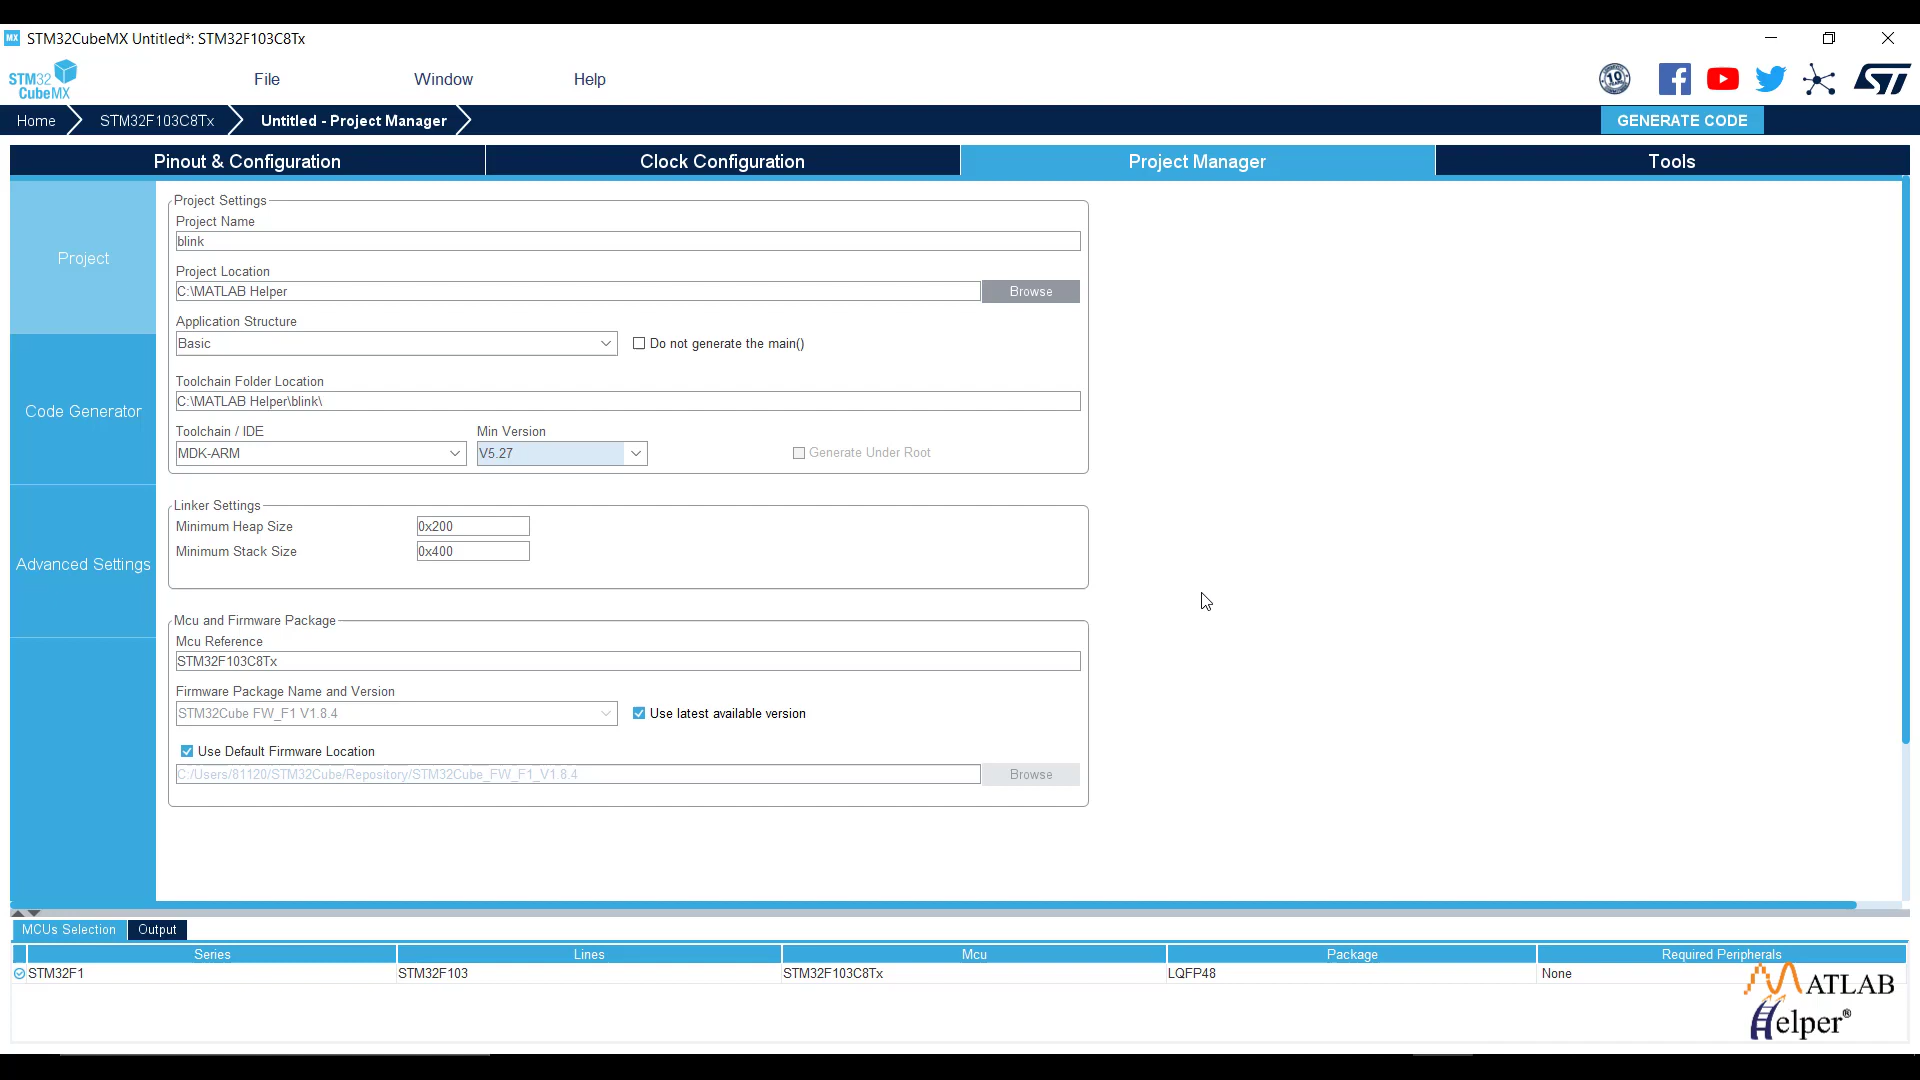 STM32CubeMX Untitled*: STM32F103C8Tx
STM32
CubeMX
File Window Help
10
Home STM32F103C8Tx Untitled - Project Manager GENERATE CODE
Pinout & Configuration Clock Configuration Project Manager Tools
Project
Code Generator
Advanced Settings
Project Settings
Project Name
blink
Project Location
C:\MATLAB Helper Browse
Application Structure
Basic Do not generate the main()
Toolchain Folder Location
C:\MATLAB Helper\blink\
Toolchain / IDE Min Version
MDK-ARM V5.27 Generate Under Root
Linker Settings
Minimum Heap Size 0x200
Minimum Stack Size 0x400
Mcu and Firmware Package
Mcu Reference
STM32F103C8Tx
Firmware Package Name and Version
STM32Cube FW_F1 V1.8.4 Use latest available version
Use Default Firmware Location
C:/Users/81120/STM32Cube/Repository/STM32Cube_FW_F1_V1.8.4 Browse
MCUs Selection Output
Series Lines Mcu Package Required Peripherals
STM32F1 STM32F103 STM32F103C8Tx LQFP48 None
MATLAB
Helper®